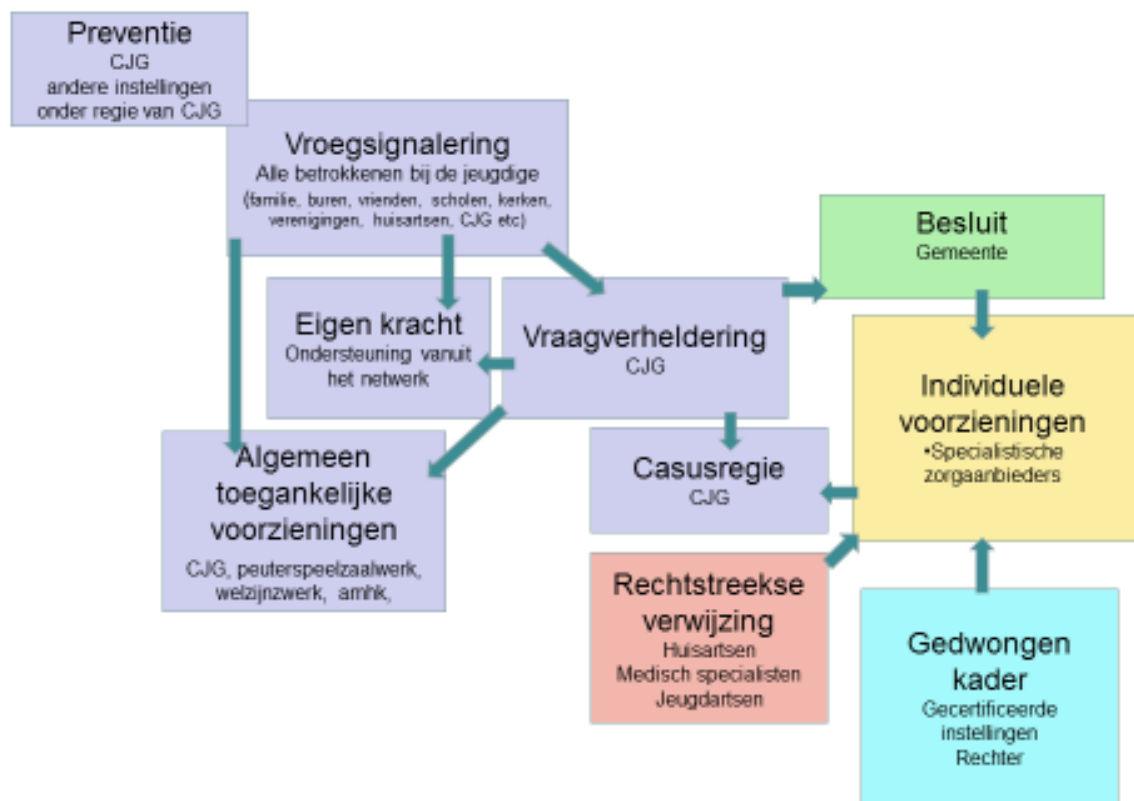 Preventie
CJG
andere instellingen
onder regie van CJG
Vroegsignalering
Alle betrokkenen bij de jeugdige
(familie, buren, vrienden, scholen, kerken,
verenigingen, huisartsen, CJG etc)
Besluit
Gemeente
Eigen kracht
Ondersteuning vanuit
het netwerk
Vraagverheldering
CJG
Individuele
voorzieningen
•Specialistische
zorgaanbieders
Algemeen
toegankelijke
voorzieningen
CJG, peuterspeelzaalwerk,
welzijnzwerk, amhk,
Casusregie
CJG
Rechtstreekse
verwijzing
Huisartsen
Medisch specialisten
Jeugdartsen
Gedwongen
kader
Gecertificeerde
instellingen
Rechter